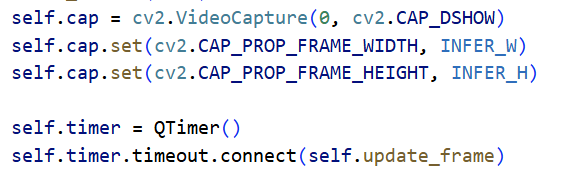 self.cap = cv2.VideoCapture(0, cv2.CAP_DSHOW)
self.cap.set(cv2.CAP_PROP_FRAME_WIDTH, INFER_W)
self.cap.set(cv2.CAP_PROP_FRAME_HEIGHT, INFER_H)
self.timer = QTimer()
self.timer.timeout.connect(self.update_frame)